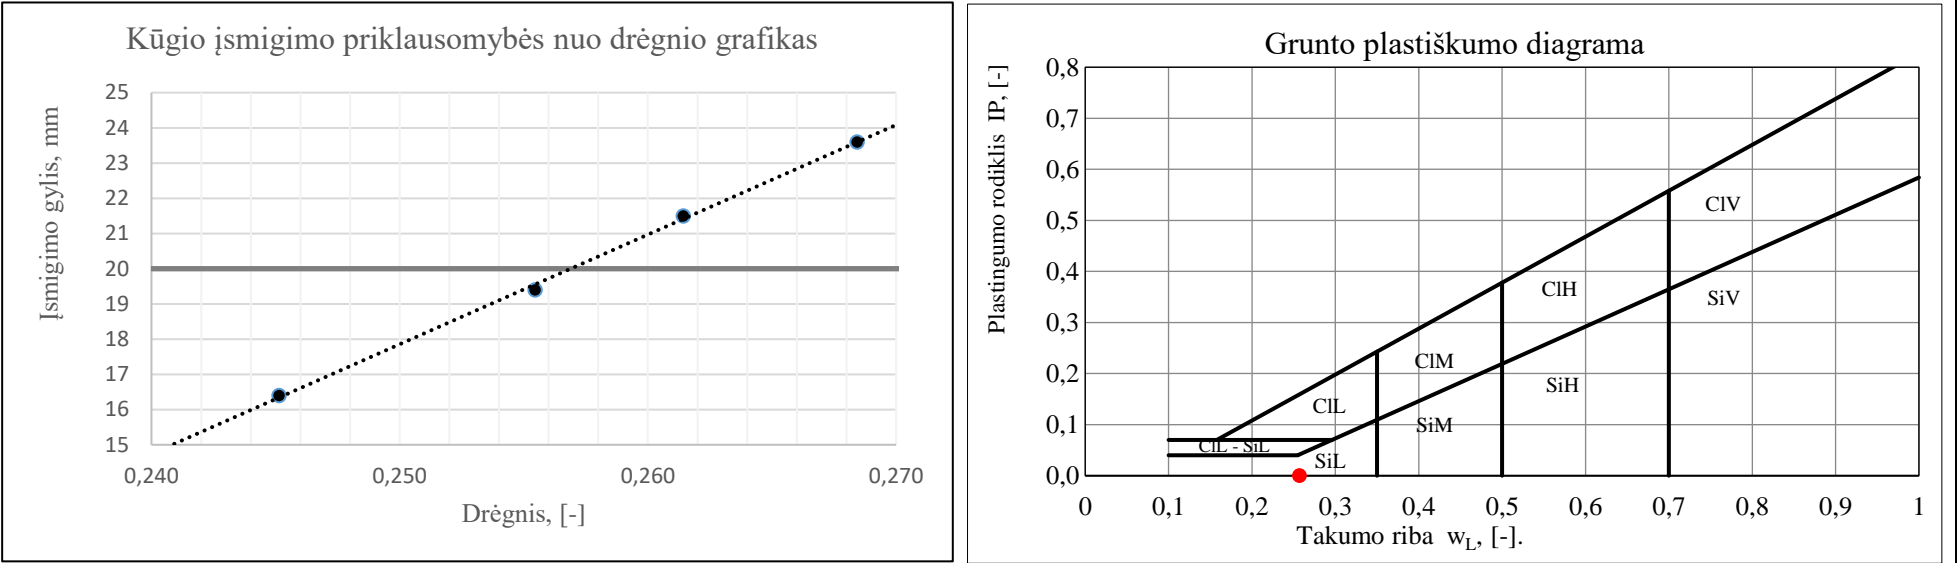 Kūgio įsmigimo priklausomybės nuo drėgnio grafikas
Įsmigimo gylis, mm
25
24
23
22
21
20
19
18
17
16
15
0,240
0,250
0,260
0,270
Drėgnis, [-]
Grunto plastiškumo diagrama
Plastingumo rodiklis IP, [-]
0,8
0,7
0,6
0,5
0,4
0,3
0,2
0,1
0,0
ClV
ClH
SiV
ClM
SiH
ClL
SiM
ClL - SiL
SiL
0
0,1
0,2
0,3
0,4
0,5
0,6
0,7
0,8
0,9
1
Takumo riba w_L, [-].